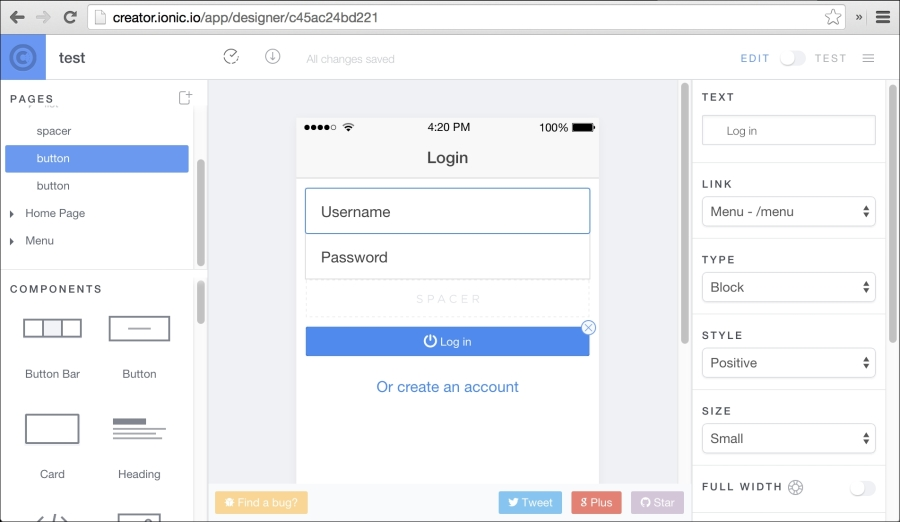 creator.ionic.io/app/designer/c45ac24bd221
test
All changes saved
EDIT
TEST
PAGES
spacer
button
button
Home Page
Menu
COMPONENTS
Button Bar
Button
Card
Heading
4:20 PM
100%
Login
Username
Password
SPACER
Log in
Or create an account
Find a bug?
Tweet
Plus
Star
TEXT
Log in
LINK
Menu - /menu
TYPE
Block
STYLE
Positive
SIZE
Small
FULL WIDTH